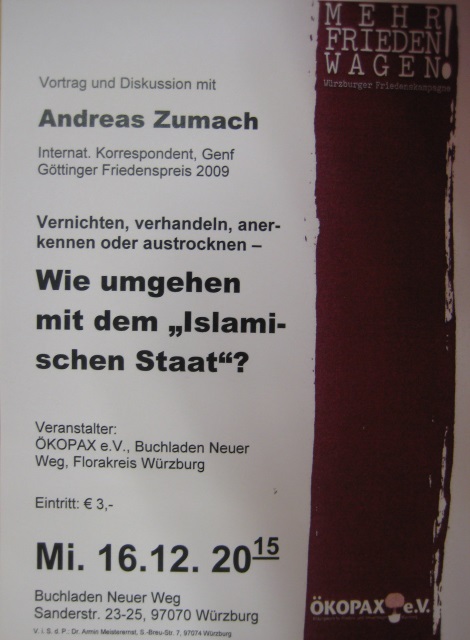 MEHR
FRIEDEN
WAGEN!
Würzburger Friedenskampagne
Vortrag und Diskussion mit
Andreas Zumach
Internat. Korrespondent, Genf
Göttinger Friedenspreis 2009
Vernichten, verhandeln, aner-
kennen oder austrocknen –
Wie umgehen
mit dem „Islami-
schen Staat“?
Veranstalter:
ÖKOPAX e.V., Buchladen Neuer
Weg, Florakreis Würzburg
Eintritt: € 3,-
Mi. 16.12. 20 15
Buchladen Neuer Weg
Sanderstr. 23-25, 97070 Würzburg
V. i. S. d. P.: Dr. Armin Meisterernst, S.-Breu-Str. 7, 97074 Würzburg
ÖKOPAX e.V.